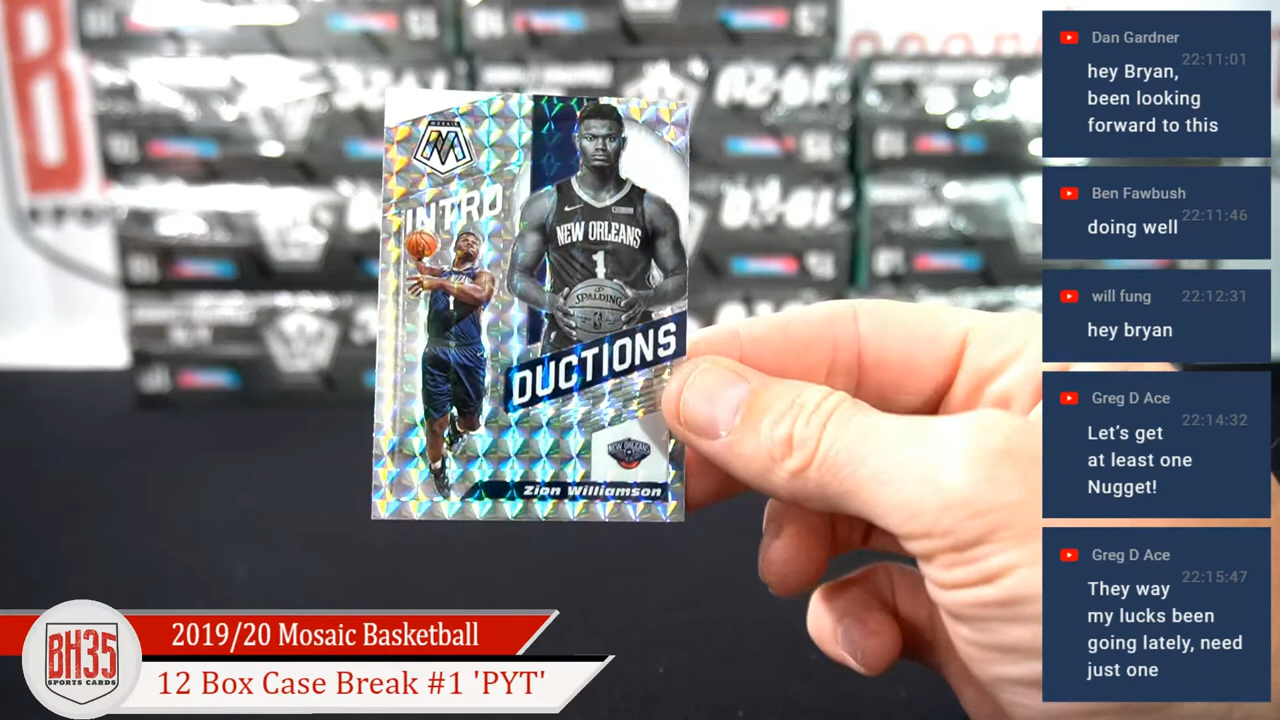 MOSAIC
M
INTRO
DUCTIONS
NEW ORLEANS
1
SPALDING
NEW ORLEANS
Zion Williamson
BH35
SPORTS CARDS
2019/20 Mosaic Basketball
12 Box Case Break #1 'PYT'
Dan Gardner
22:11:01
hey Bryan,
been looking
forward to this
Ben Fawbush
22:11:46
doing well
will fung
22:12:31
hey bryan
Greg D Ace
22:14:32
Let's get
at least one
Nugget!
Greg D Ace
22:15:47
They way
my lucks been
going lately, need
just one